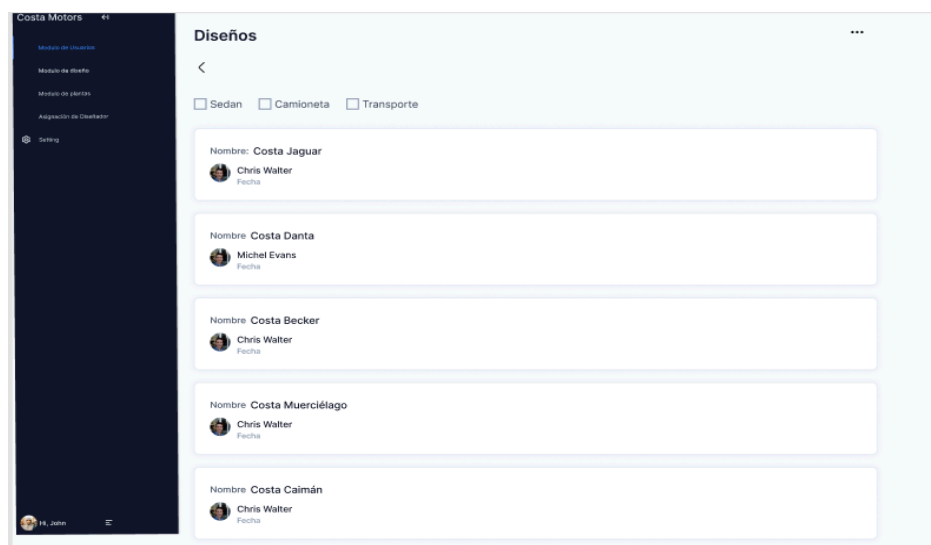 Costa Motors
Modulo de Usuarios
Modulo de diseño
Modulo de plantas
Asignación de Diseñador
Setting
Hi, John
Diseños
...
Sedan Camioneta Transporte
Nombre: Costa Jaguar
Chris Walter
Fecha
Nombre Costa Danta
Michel Evans
Fecha
Nombre Costa Becker
Chris Walter
Fecha
Nombre Costa Muerciélago
Chris Walter
Fecha
Nombre Costa Caimán
Chris Walter
Fecha